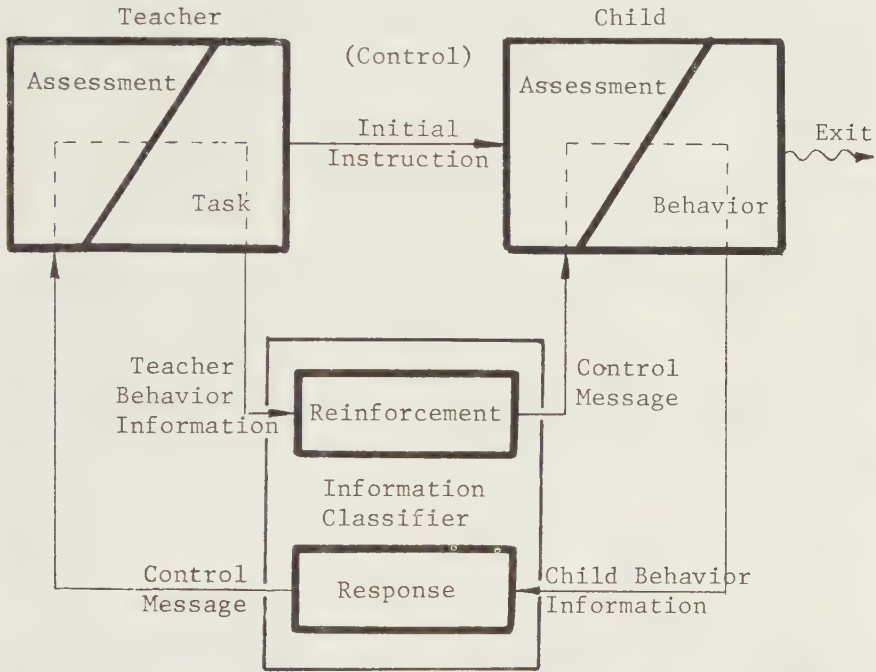 Teacher
Child
(Control)
Assessment
Assessment
Initial
Instruction
Exit
Task
Behavior
Teacher
Behavior
Information
Control
Message
Reinforcement
Information
Classifier
Control
Message
Response
Child Behavior
Information